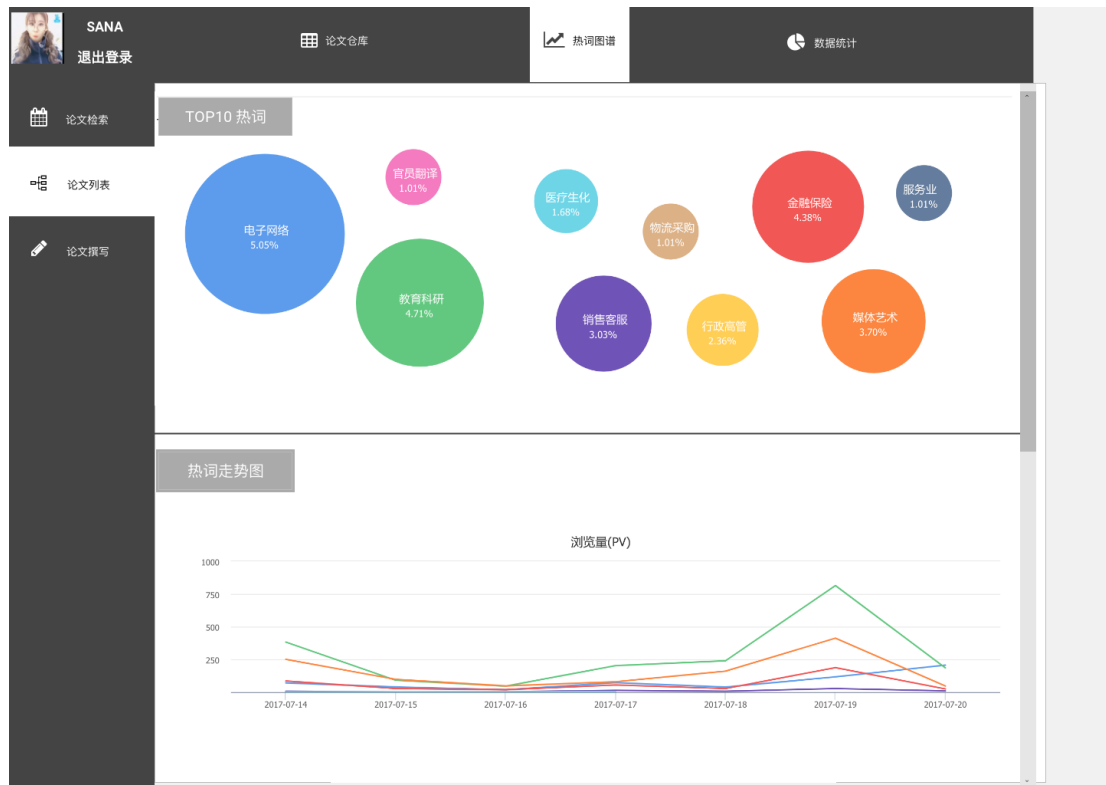 SANA
退出登录
论文仓库
热词图谱
数据统计
论文检索
论文列表
论文撰写
TOP10 热词
电子网络
5.05%
官员翻译
1.01%
教育科研
4.71%
医疗生化
1.68%
物流采购
1.01%
销售客服
3.03%
行政高管
2.36%
金融保险
4.38%
服务业
1.01%
媒体艺术
3.70%
热词走势图
浏览量(PV)
1000
750
500
250
2017-07-14
2017-07-15
2017-07-16
2017-07-17
2017-07-18
2017-07-19
2017-07-20